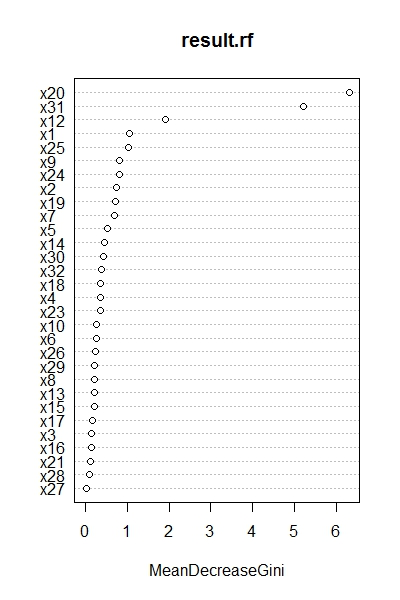 result.rf
x20
x31
x12
x1
x25
x9
x24
x2
x19
x7
x5
x14
x30
x32
x18
x4
x23
x10
x6
x26
x29
x8
x13
x15
x17
x3
x16
x21
x28
x27
0 1 2 3 4 5 6
MeanDecreaseGini